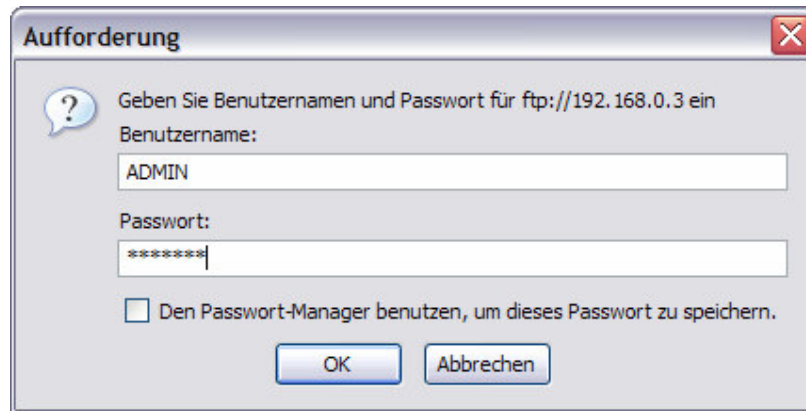 Aufforderung
?
Geben Sie Benutzernamen und Passwort für ftp://192.168.0.3 ein
Benutzername:
ADMIN
Passwort:
*******
Den Passwort-Manager benutzen, um dieses Passwort zu speichern.
OK Abbrechen